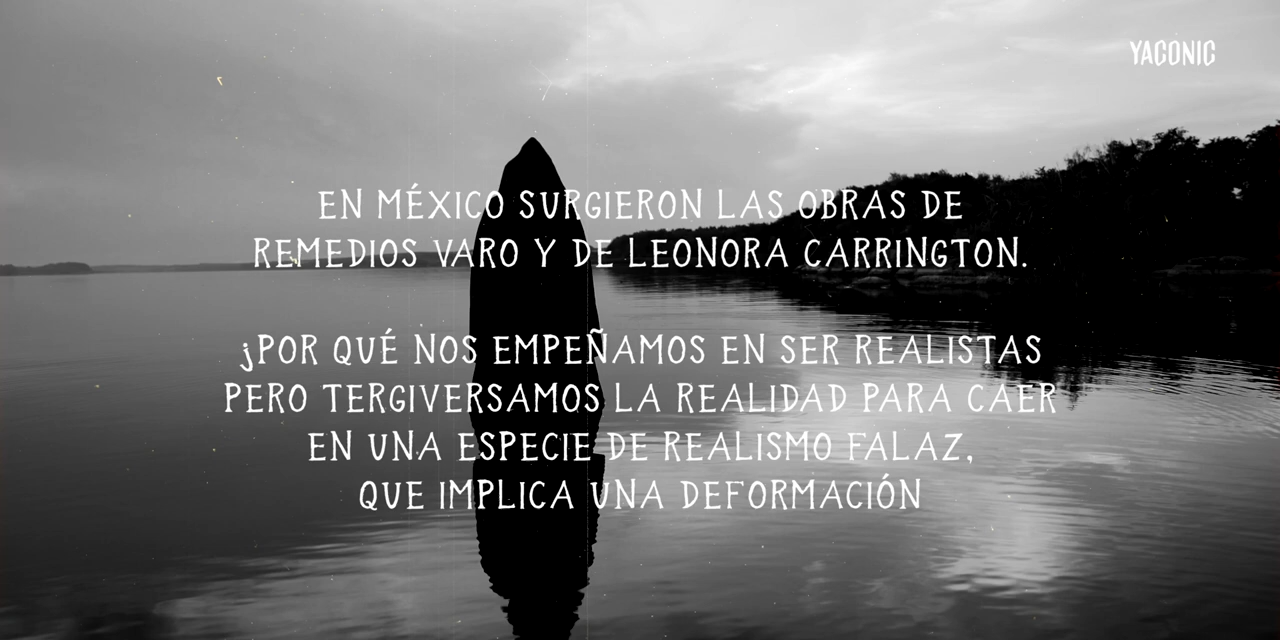 YACONIC
EN MÉXICO SURGIERON LAS OBRAS DE
REMEDIOS VARO Y DE LEONORA CARRINGTON.
¿POR QUÉ NOS EMPEÑAMOS EN SER REALISTAS
PERO TERGIVERSAMOS LA REALIDAD PARA CAER
EN UNA ESPECIE DE REALISMO FALAZ,
QUE IMPLICA UNA DEFORMACIÓN